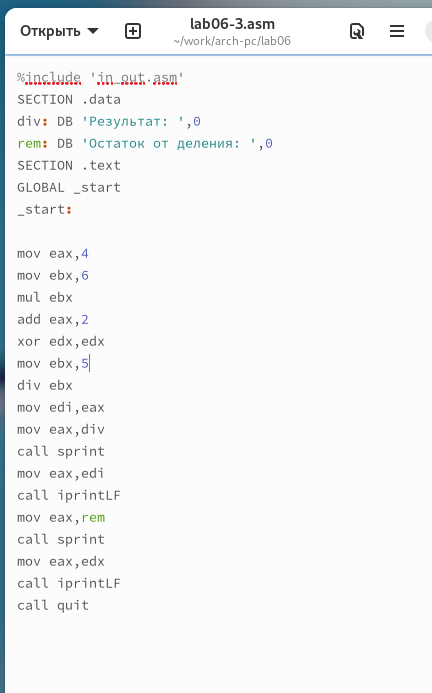 Открыть
lab06-3.asm
~/work/arch-pc/lab06
%include 'in_out.asm'
SECTION .data
div: DB 'Результат: ',0
rem: DB 'Остаток от деления: ',0
SECTION .text
GLOBAL _start
_start:
mov eax,4
mov ebx,6
mul ebx
add eax,2
xor edx,edx
mov ebx,5
div ebx
mov edi,eax
mov eax,div
call sprint
mov eax,edi
call iprintLF
mov eax,rem
call sprint
mov eax,edx
call iprintLF
call quit